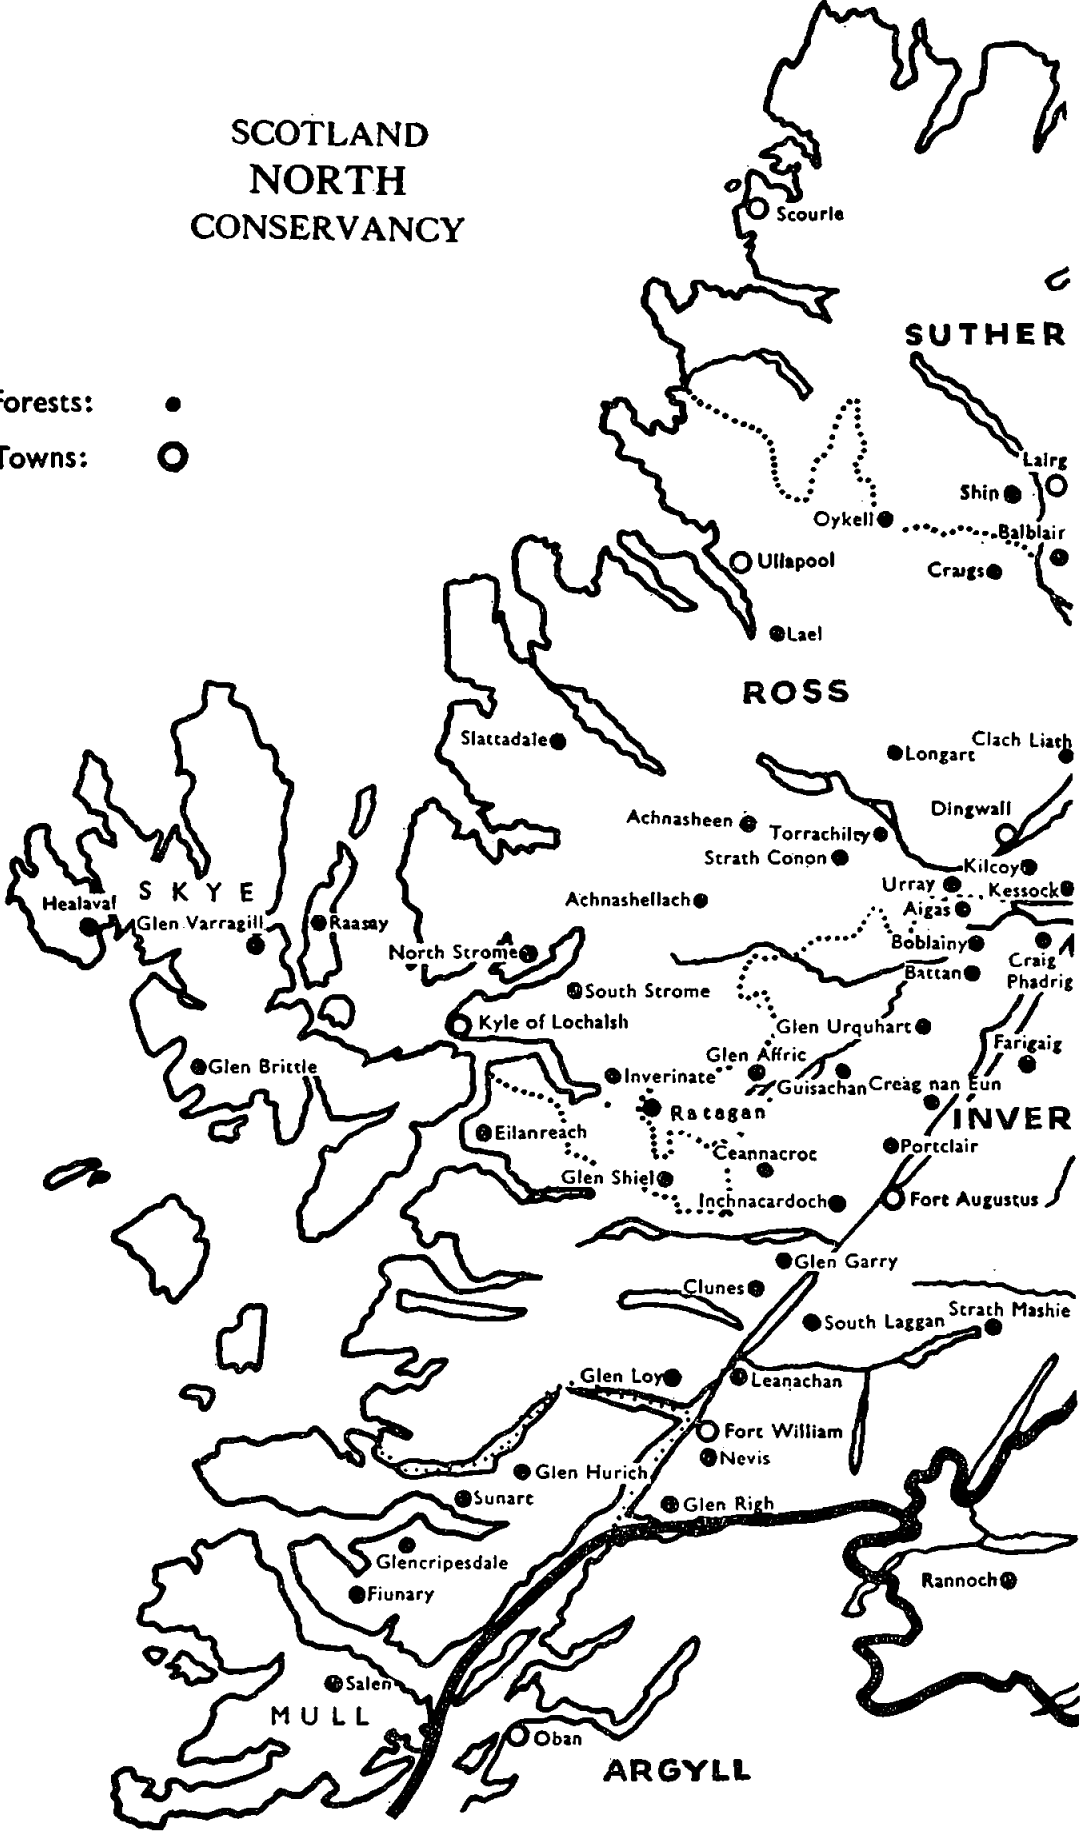 SCOTLAND
NORTH
CONSERVANCY
Scourie
SUTHER
Forests:
Towns:
Lairg
Shin
Oykell
Balblair
Ullapool
Craigs
Lael
ROSS
Slattadale
Longart
Clach Liath
Achnasheen
Torrachilty
Dingwall
Strath Conon
Kilcoy
Urray
Kessock
SKYE
Healaval
Achnashellach
Aigas
Glen Varragill
Raasay
North Strome
Boblainy
Craig
Phadrig
Battan
South Strome
Kyle of Lochalsh
Glen Urquhart
Farigaig
Glen Affric
Glen Brittle
Inverinate
Guisachan
Creag nan Eun
Ratagan
INVER
Eilanreach
Ceannacroc
Portclair
Glen Shiel
Inchnacardoch
Fort Augustus
Glen Garry
Clunes
South Laggan
Strath Mashie
Glen Loy
Leanachan
Fort William
Nevis
Glen Hurich
Sunart
Glen Righ
Glencripesdale
Fiunary
Rannoch
Salen
MULL
Oban
ARGYLL